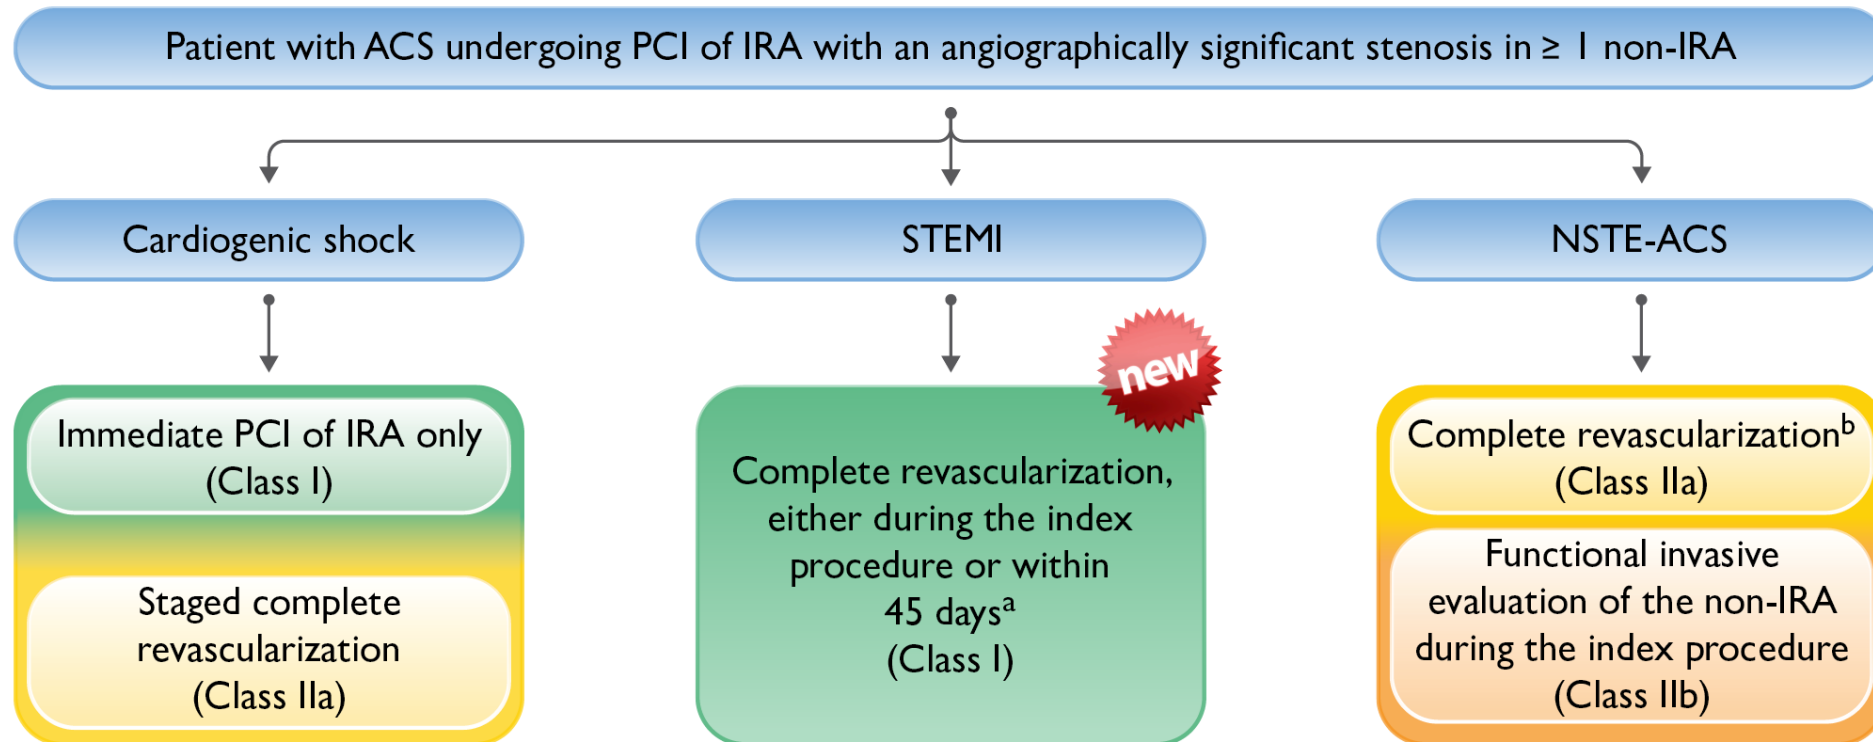 Patient with ACS undergoing PCI of IRA with an angiographically significant stenosis in ≥ 1 non-IRA
Cardiogenic shock
STEMI
NSTE-ACS
Immediate PCI of IRA only
(Class I)
Staged complete
revascularization
(Class IIa)
new
Complete revascularization,
either during the index
procedure or within
45 daysᵃ
(Class I)
Complete revascularizationᵇ
(Class IIa)
Functional invasive
evaluation of the non-IRA
during the index procedure
(Class IIb)